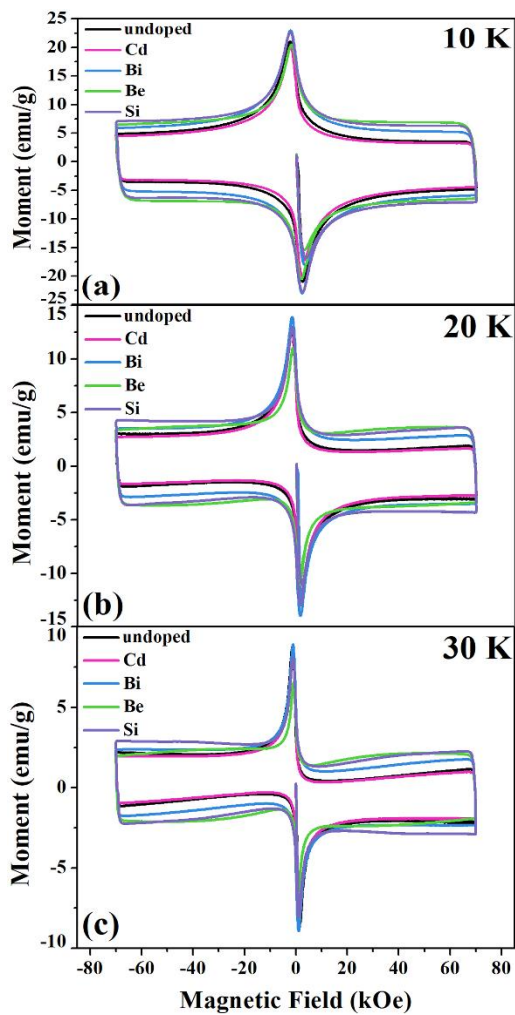 undoped
Cd
Bi
Be
Si
10 K
25
20
15
10
5
0
-5
-10
-15
-20
-25
Moment (emu/g)
(a)
undoped
Cd
Bi
Be
Si
20 K
15
10
5
0
-5
-10
-15
Moment (emu/g)
(b)
undoped
Cd
Bi
Be
Si
30 K
10
5
0
-5
-10
Moment (emu/g)
(c)
-80 -60 -40 -20 0 20 40 60 80
Magnetic Field (kOe)